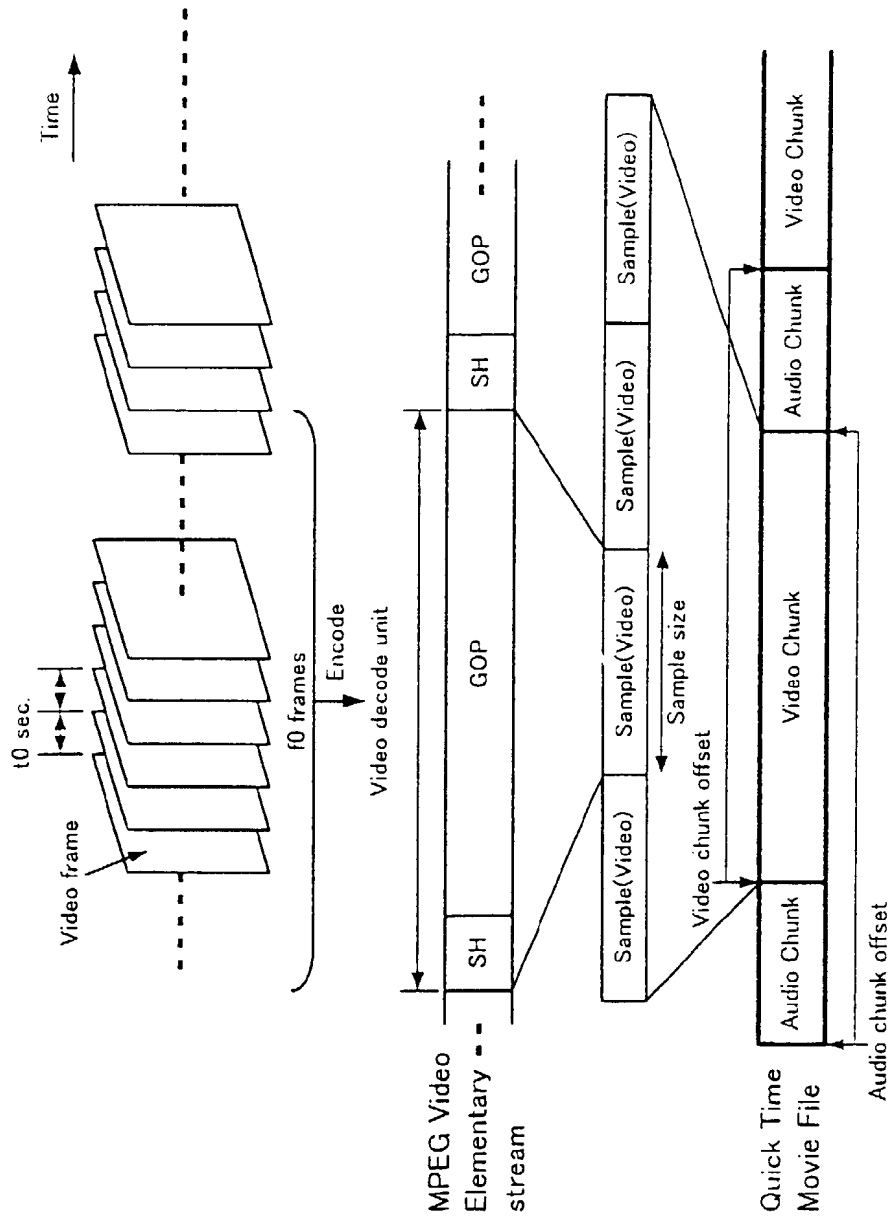 Time
t0 sec.
Video frame
f0 frames
Encode
Video decode unit
MPEG Video
Elementary
stream
SH
GOP
SH
GOP
Sample(Video)
Sample(Video)
Sample(Video)
Sample(Video)
Sample size
Video chunk offset
Quick Time
Movie File
Audio Chunk
Video Chunk
Audio Chunk
Video Chunk
Audio chunk offset